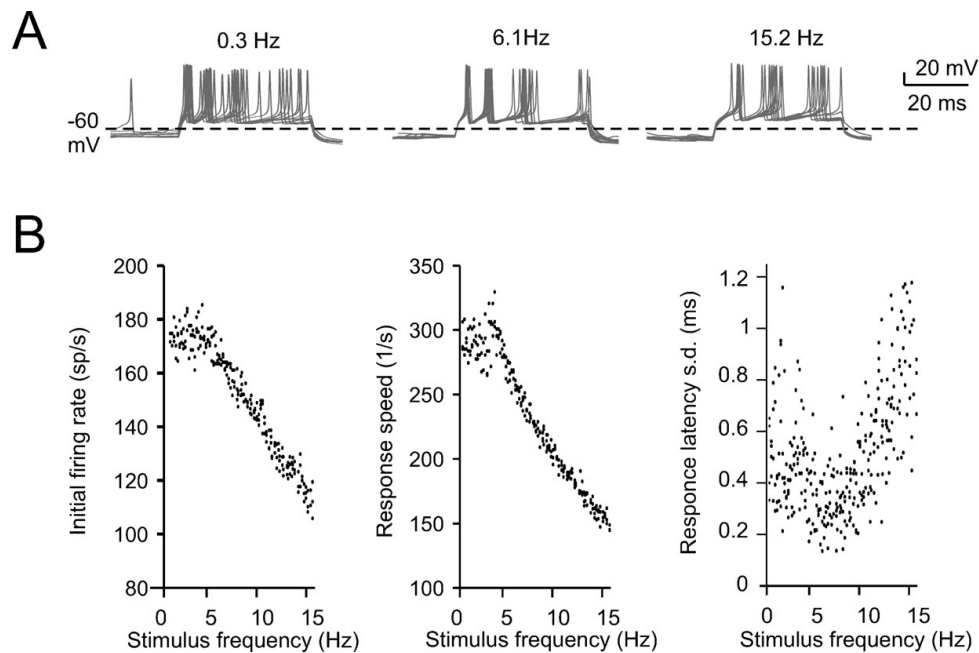 A
0.3 Hz
6.1Hz
15.2 Hz
20 mV
20 ms
-60
mV
B
200
180
160
140
120
100
80
Initial firing rate (sp/s)
0 5 10 15
Stimulus frequency (Hz)
350
300
250
200
150
100
Response speed (1/s)
0 5 10 15
Stimulus frequency (Hz)
1.2
1
0.8
0.6
0.4
0.2
0
Responce latency s.d. (ms)
0 5 10 15
Stimulus frequency (Hz)